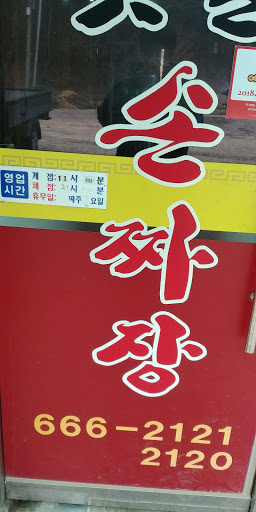 손짜장
영업
시간
개 점: 11 시 분
폐 점: 21 시 분
휴무일: 매주 요일
666-2121
2120
2018